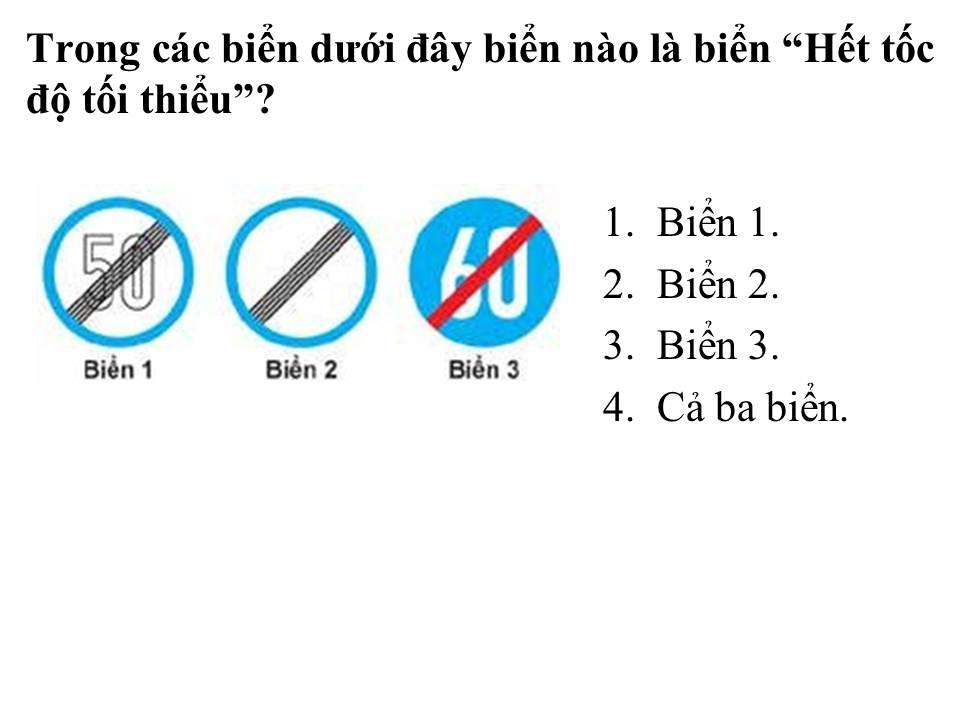 Trong các biển dưới đây biển nào là biển “Hết tốc
độ tối thiểu”?
50
60
Biển 1
Biển 2
Biển 3
1. Biển 1.
2. Biển 2.
3. Biển 3.
4. Cả ba biển.